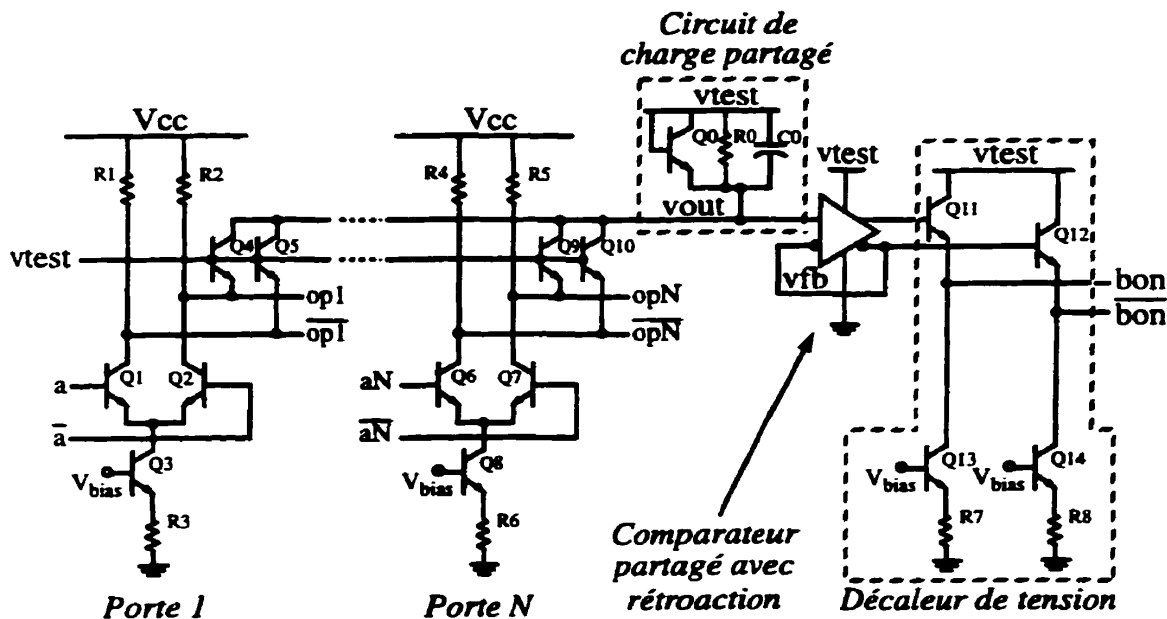 Circuit de
charge partagé
vtest
Q0
R0
C0
vout
Vcc
R1
R2
Vcc
R4
R5
vtest
Q4
Q5
Q9
Q10
op1
op1
opN
opN
vtest
vfb
vtest
Q11
Q12
bon
bon
a
Q1
Q2
a
Q3
Vbias
R3
aN
Q6
Q7
aN
Q8
Vbias
R6
Vbias
Q13
R7
Vbias
Q14
R8
Comparateur
partagé avec
rétroaction
Porte 1
Porte N
Décaleur de tension